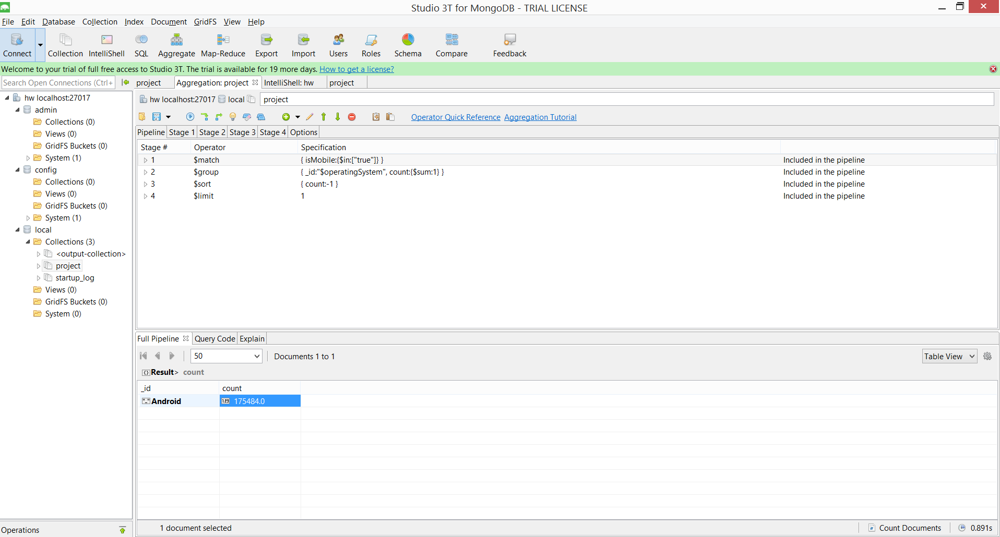 Studio 3T for MongoDB - TRIAL LICENSE
File Edit Database Collection Index Document GridFS View Help
Connect Collection IntelliShell SQL Aggregate Map-Reduce Export Import Users Roles Schema Compare Feedback
Welcome to your trial of full free access to Studio 3T. The trial is available for 19 more days. How to get a license?
Search Open Connections (Ctrl+
project Aggregation: project IntelliShell: hw project
hw localhost:27017
admin
Collections (0)
Views (0)
GridFS Buckets (0)
System (1)
config
Collections (0)
Views (0)
GridFS Buckets (0)
System (1)
local
Collections (3)
<output-collection>
project
startup_log
Views (0)
GridFS Buckets (0)
System (0)
Operations
hw localhost:27017 local project
Operator Quick Reference Aggregation Tutorial
Pipeline Stage 1 Stage 2 Stage 3 Stage 4 Options
Stage # Operator Specification
1 $match { isMobile:{$in:["true"]} } Included in the pipeline
2 $group { _id:"$operatingSystem", count:{$sum:1} } Included in the pipeline
3 $sort { count:-1 } Included in the pipeline
4 $limit 1 Included in the pipeline
Full Pipeline Query Code Explain
50 Documents 1 to 1 Table View
Result> count
_id count
Android 1.23 175484.0
1 document selected Count Documents 0.891s